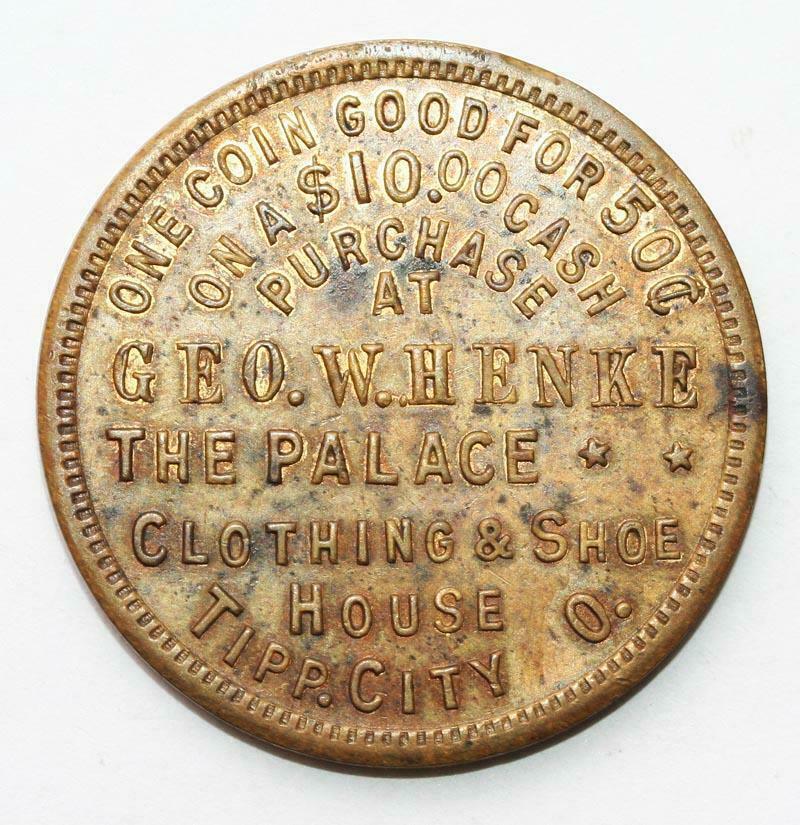 ONE COIN GOOD FOR 50¢
ON A $10.00 CASH
PURCHASE
AT
GEO. W. HENKE
THE PALACE
CLOTHING & SHOE
HOUSE
TIPP. CITY O.